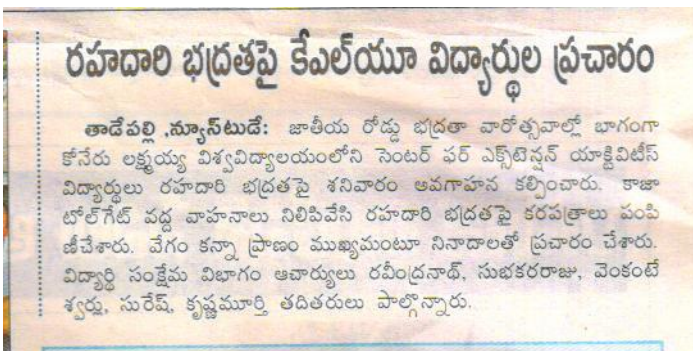 రహదారి భద్రతపై కేఎల్‌యూ విద్యార్థుల ప్రచారం
తాడేపల్లి ,న్యూస్‌టుడే: జాతీయ రోడ్డు భద్రతా వారోత్సవాల్లో భాగంగా
కోనేరు లక్ష్మయ్య విశ్వవిద్యాలయంలోని సెంటర్ ఫర్ ఎక్స్‌టెన్షన్ యాక్టివిటీస్
విద్యార్థులు రహదారి భద్రతపై శనివారం అవగాహన కల్పించారు. కాజా
టోల్‌గేట్ వద్ద వాహనాలు నిలిపివేసి రహదారి భద్రతపై కరపత్రాలు పంపి
ణీచేశారు. వేగం కన్నా ప్రాణం ముఖ్యమంటూ నినాదాలతో ప్రచారం చేశారు.
విద్యార్థి సంక్షేమ విభాగం ఆచార్యులు రవీంద్రనాథ్, సుభకరరాజు, వెంకంటే
శ్వర్లు, సురేష్, కృష్ణమూర్తి తదితరులు పాల్గొన్నారు.